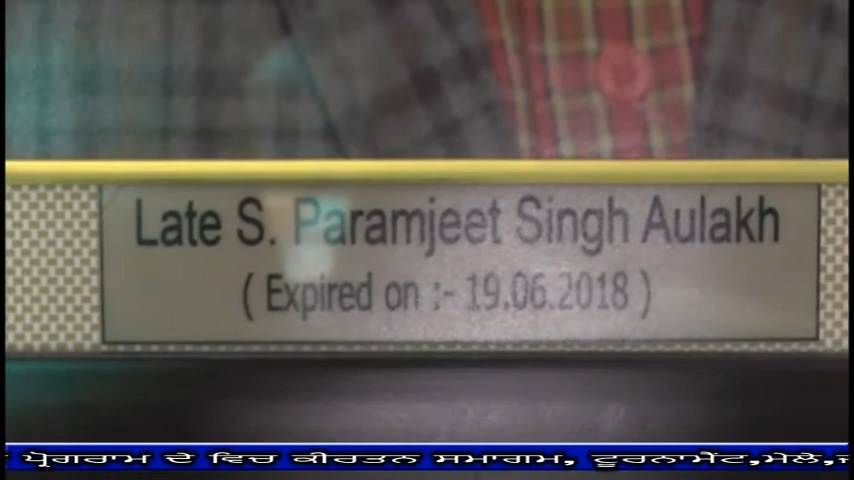 Late S. Paramjeet Singh Aulakh
( Expired on :- 19.06.2018 )
ਪ੍ਰੋਗਰਾਮ ਦੇ ਵਿਚ ਕੀਰਤਨ ਸਮਾਗਮ, ਟੂਰਨਾਮੈਂਟ,ਮੇਲੇ,